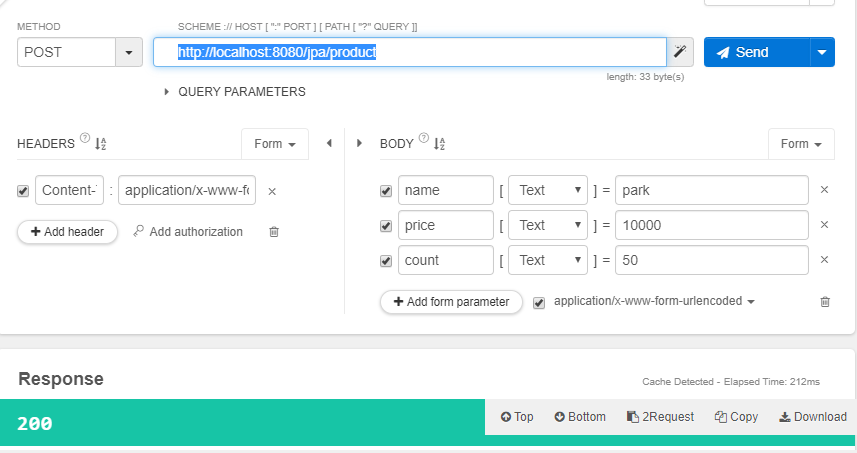 METHOD
SCHEME :// HOST [ ":" PORT ] [ PATH [ "?" QUERY ]]
POST
http://localhost:8080/jpa/product
Send
length: 33 byte(s)
QUERY PARAMETERS
HEADERS ? Form
BODY ? Form
Content- : application/x-www-fo ×
name [ Text ] = park ×
price [ Text ] = 10000 ×
count [ Text ] = 50 ×
+ Add header Add authorization
+ Add form parameter application/x-www-form-urlencoded
Response
Cache Detected - Elapsed Time: 212ms
200
Top Bottom 2Request Copy Download